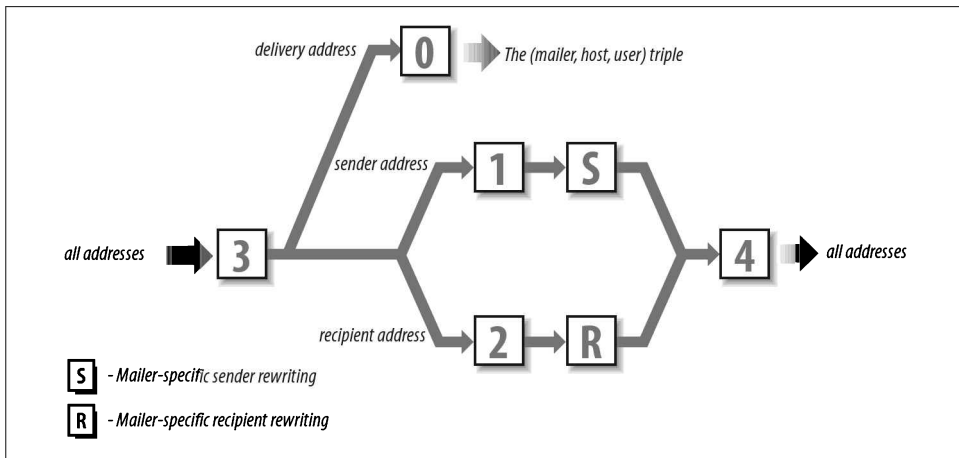 delivery address
0
The (mailer, host, user) triple
sender address
1
S
all addresses
3
4
all addresses
recipient address
2
R
S - Mailer-specific sender rewriting
R - Mailer-specific recipient rewriting